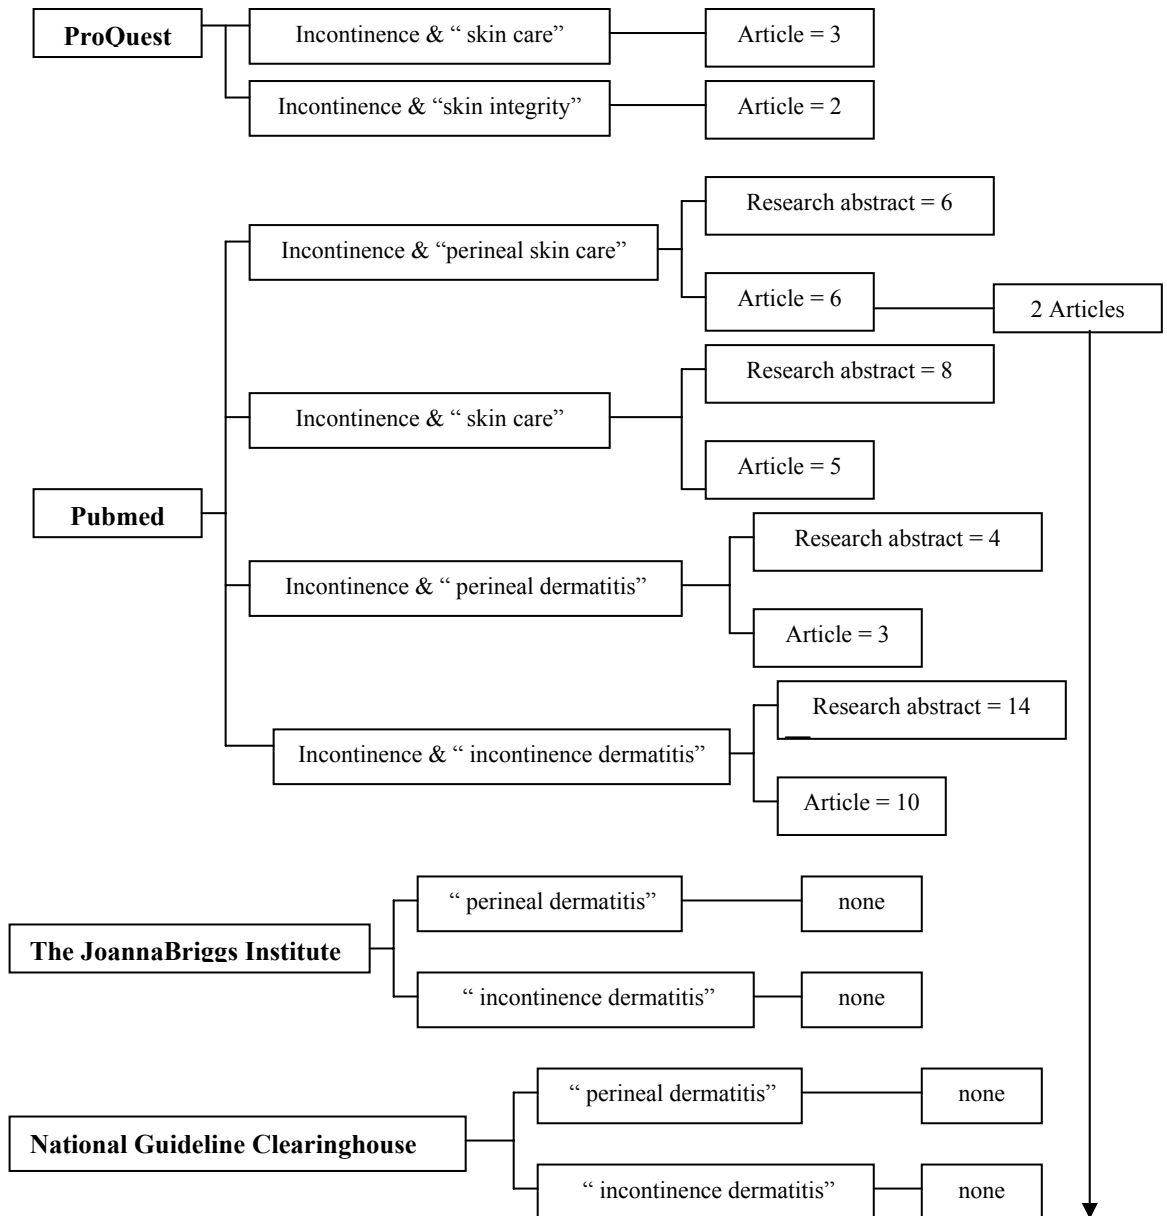 ProQuest
Incontinence & “ skin care”
Article = 3
Incontinence & “skin integrity”
Article = 2
Pubmed
Incontinence & “perineal skin care”
Research abstract = 6
Article = 6
2 Articles
Incontinence & “ skin care”
Research abstract = 8
Article = 5
Incontinence & “ perineal dermatitis”
Research abstract = 4
Article = 3
Incontinence & “ incontinence dermatitis”
Research abstract = 14
Article = 10
The JoannaBriggs Institute
“ perineal dermatitis”
none
“ incontinence dermatitis”
none
National Guideline Clearinghouse
“ perineal dermatitis”
none
“ incontinence dermatitis”
none